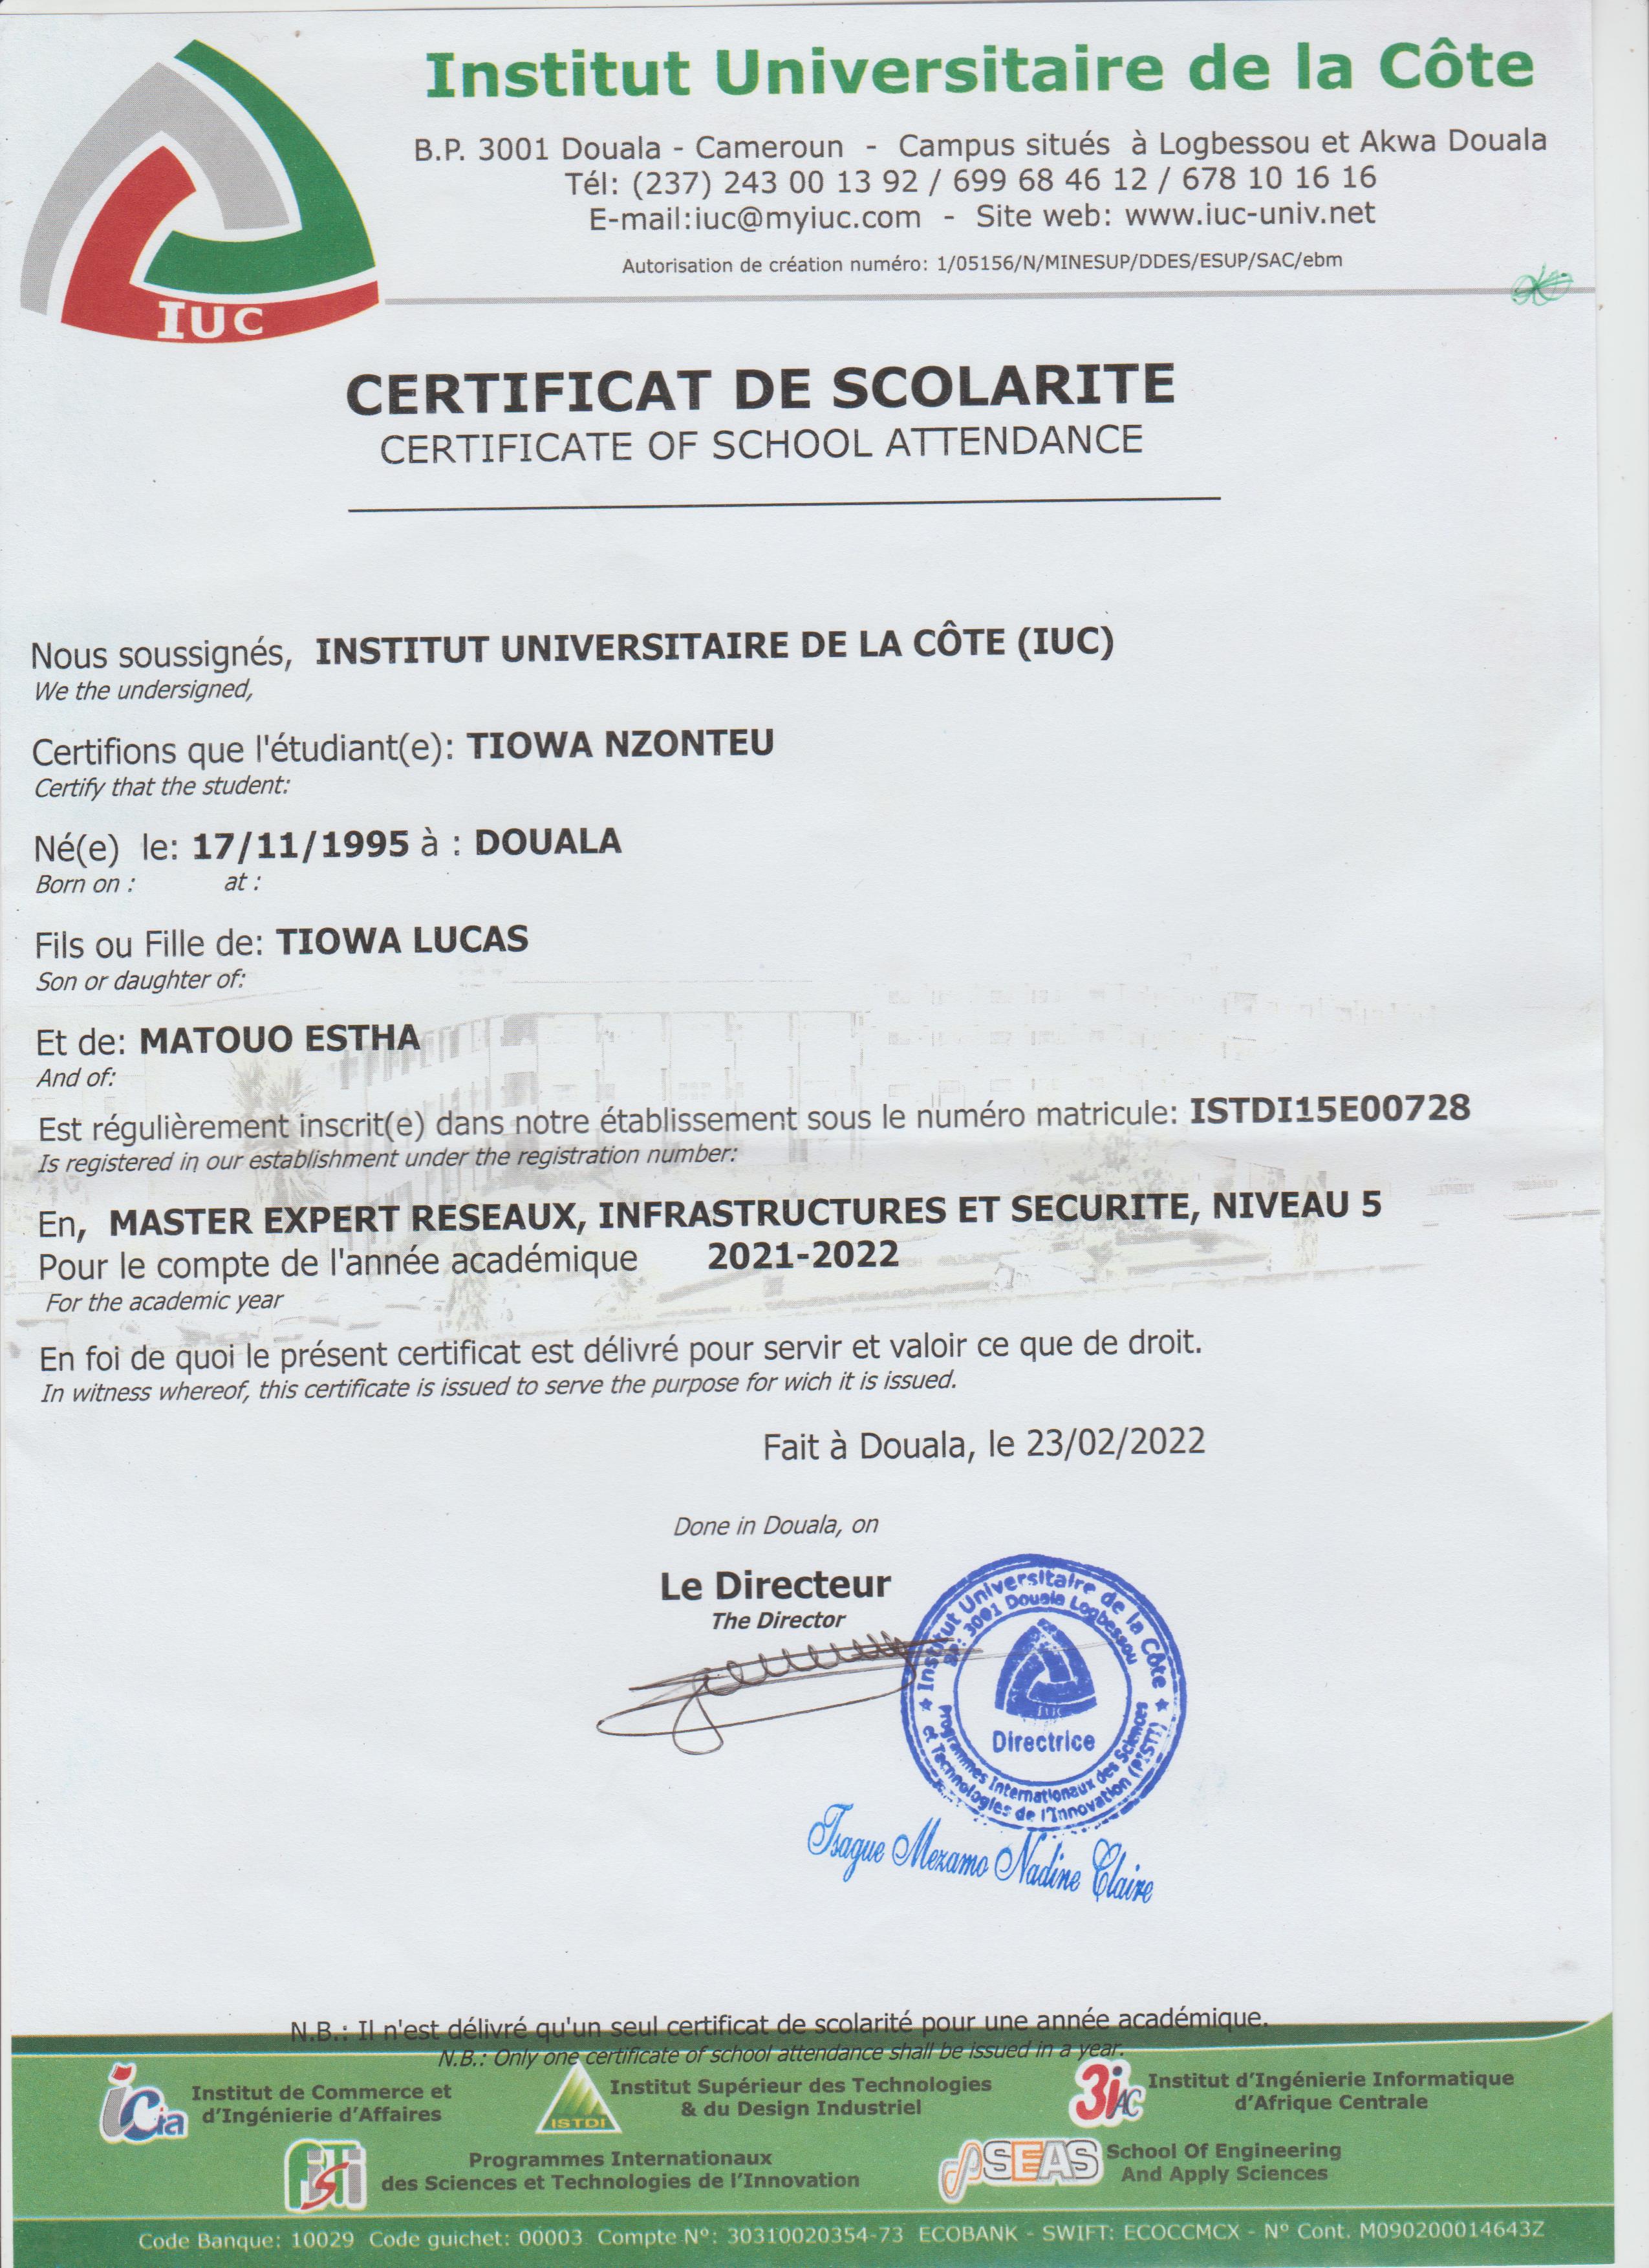 Institut Universitaire de la Côte
B.P. 3001 Douala - Cameroun - Campus situés à Logbessou et Akwa Douala
Tél: (237) 243 00 13 92 / 699 68 46 12 / 678 10 16 16
E-mail:iuc@myiuc.com - Site web: www.iuc-univ.net
Autorisation de création numéro: 1/05156/N/MINESUP/DDES/ESUP/SAC/ebm
IUC
CERTIFICAT DE SCOLARITE
CERTIFICATE OF SCHOOL ATTENDANCE
Nous soussignés, INSTITUT UNIVERSITAIRE DE LA CÔTE (IUC)
We the undersigned,
Certifions que l'étudiant(e): TIOWA NZONTEU
Certify that the student:
Né(e) le: 17/11/1995 à : DOUALA
Born on : at :
Fils ou Fille de: TIOWA LUCAS
Son or daughter of:
Et de: MATOUO ESTHA
And of:
Est régulièrement inscrit(e) dans notre établissement sous le numéro matricule: ISTDI15E00728
Is registered in our establishment under the registration number:
En, MASTER EXPERT RESEAUX, INFRASTRUCTURES ET SECURITE, NIVEAU 5
Pour le compte de l'année académique 2021-2022
For the academic year
En foi de quoi le présent certificat est délivré pour servir et valoir ce que de droit.
In witness whereof, this certificate is issued to serve the purpose for wich it is issued.
Fait à Douala, le 23/02/2022
Done in Douala, on
Le Directeur
The Director
Institut Universitaire de la Côte
BP: 3001 Douala Logbessou
IUC
Directrice
Programmes Internationaux des Sciences
et Technologies de l'Innovation (PISTI)
Tsague Mezamo Nadine Claire
N.B.: Il n'est délivré qu'un seul certificat de scolarité pour une année académique.
N.B.: Only one certificate of school attendance shall be issued in a year.
icia Institut de Commerce et
d'Ingénierie d'Affaires
ISTDI Institut Supérieur des Technologies
& du Design Industriel
3iAC Institut d'Ingénierie Informatique
d'Afrique Centrale
PiSTi Programmes Internationaux
des Sciences et Technologies de l'Innovation
SEAS School Of Engineering
And Apply Sciences
Code Banque: 10029 Code guichet: 00003 Compte N°: 30310020354-73 ECOBANK - SWIFT: ECOCCMCX - N° Cont. M090200014643Z